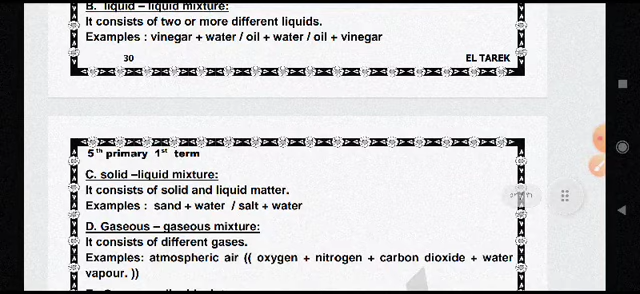 B. liquid – liquid mixture:
It consists of two or more different liquids.
Examples : vinegar + water / oil + water / oil + vinegar
30 EL TAREK
5th primary 1st term
C. solid –liquid mixture:
It consists of solid and liquid matter.
Examples : sand + water / salt + water
D. Gaseous – gaseous mixture:
It consists of different gases.
Examples: atmospheric air (( oxygen + nitrogen + carbon dioxide + water
vapour. ))